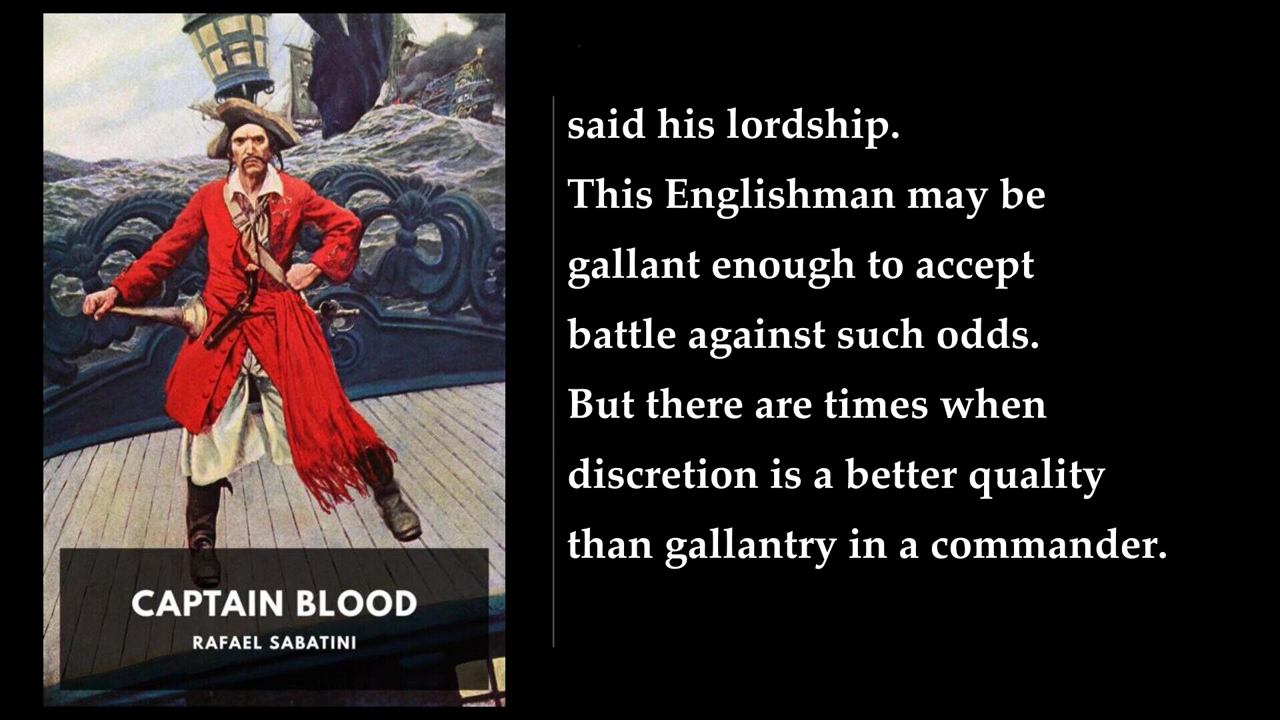 CAPTAIN BLOOD
RAFAEL SABATINI
said his lordship.
This Englishman may be
gallant enough to accept
battle against such odds.
But there are times when
discretion is a better quality
than gallantry in a commander.